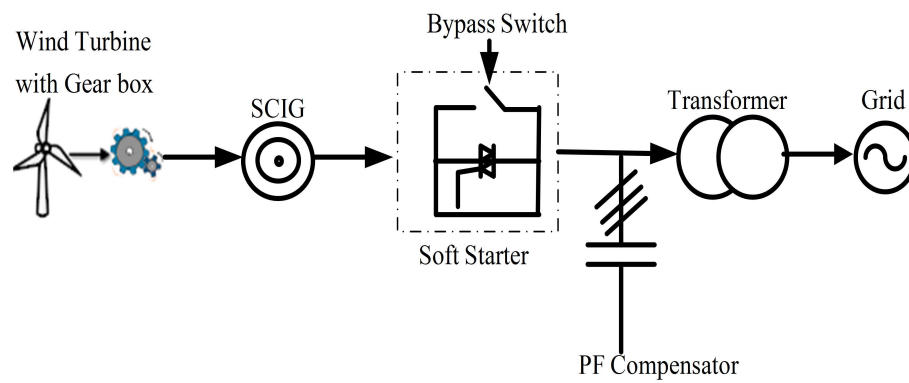 Wind Turbine
with Gear box
SCIG
Bypass Switch
Soft Starter
Transformer
Grid
PF Compensator